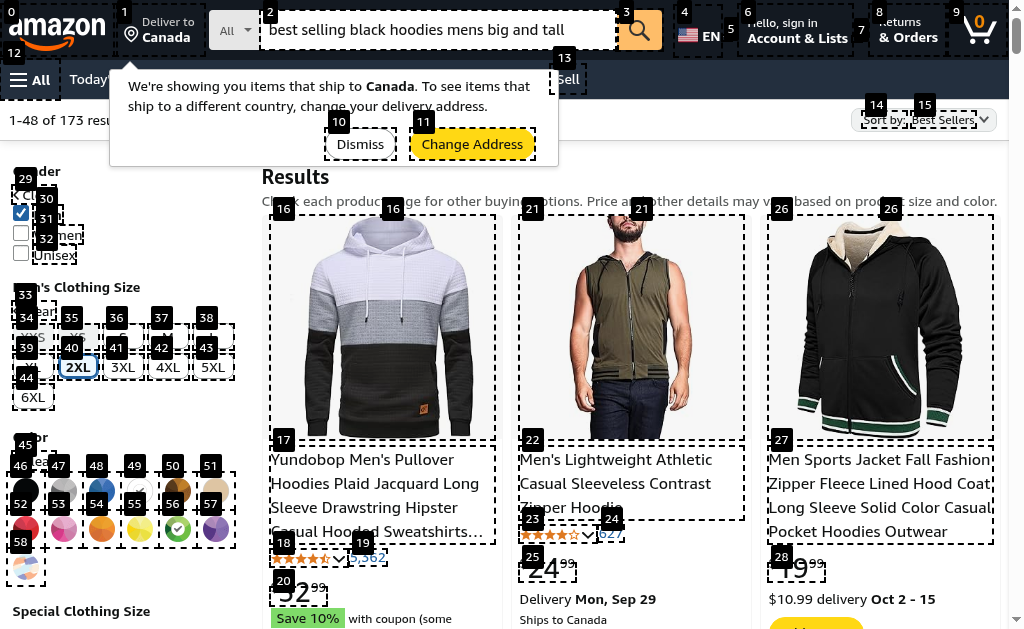 amazon
Deliver to
Canada
All
best selling black hoodies mens big and tall
EN
Hello, sign in
Account & Lists
Returns
& Orders
0
All
Today
Sell
We're showing you items that ship to Canada. To see items that
ship to a different country, change your delivery address.
Dismiss
Change Address
1-48 of 173
Sort by: Best Sellers
Unisex
Clothing Size
2XL
3XL
4XL
5XL
6XL
Special Clothing Size
Results
each product for other buying options. Price and other details may based on product size and color.
Yundobop Men's Pullover
Hoodies Plaid Jacquard Long
Sleeve Drawstring Hipster
Casual Hooded Sweatshirts...
5,362
52 99
Save 10% with coupon (some
Men's Lightweight Athletic
Casual Sleeveless Contrast
Zipper Hoodie
627
24 99
Delivery Mon, Sep 29
Ships to Canada
Men Sports Jacket Fall Fashion
Zipper Fleece Lined Hood Coat
Long Sleeve Solid Color Casual
Pocket Hoodies Outwear
19 99
$10.99 delivery Oct 2 - 15
0
1
2
3
4
5
6
7
8
9
10
11
12
13
14
15
16
16
17
18
19
20
21
21
22
23
24
25
26
26
27
28
29
30
31
32
33
34
35
36
37
38
39
40
41
42
43
44
45
46
47
48
49
50
51
52
53
54
55
56
57
58